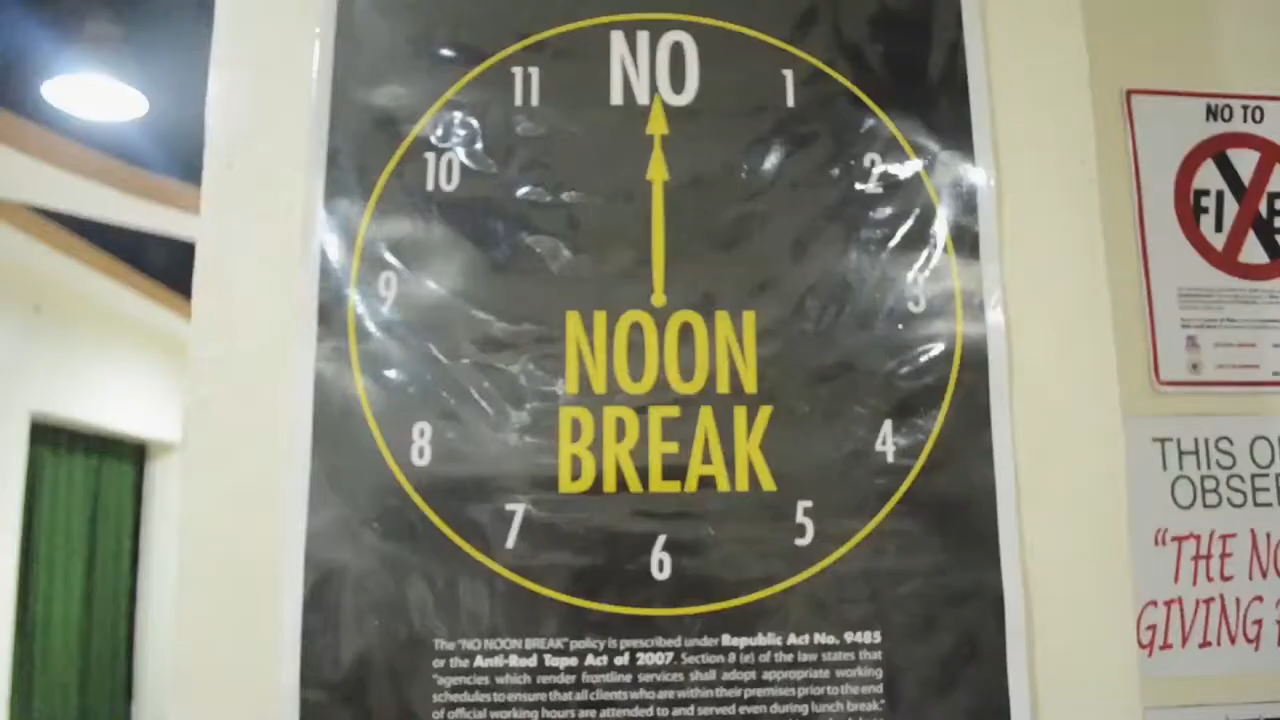 NO
11
1
10
2
9
3
NOON
BREAK
8
4
7
5
6
The "NO NOON BREAK" policy is prescribed under Republic Act No. 9485
or the Anti-Red Tape Act of 2007. Section 8 (e) of the law states that
"agencies which render frontline services shall adopt appropriate working
schedules to ensure that all clients who are within their premises prior to the end
of official working hours are attended to and served even during lunch break."
NO TO
THIS
OBSE
"THE
GIVING